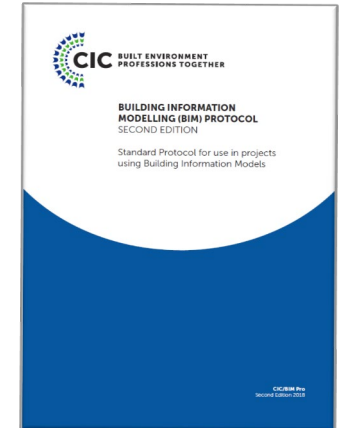 CIC BUILT ENVIRONMENT
PROFESSIONS TOGETHER
BUILDING INFORMATION
MODELLING (BIM) PROTOCOL
SECOND EDITION
Standard Protocol for use in projects
using Building Information Models
CIC/BIM Pro
Second Edition 2018